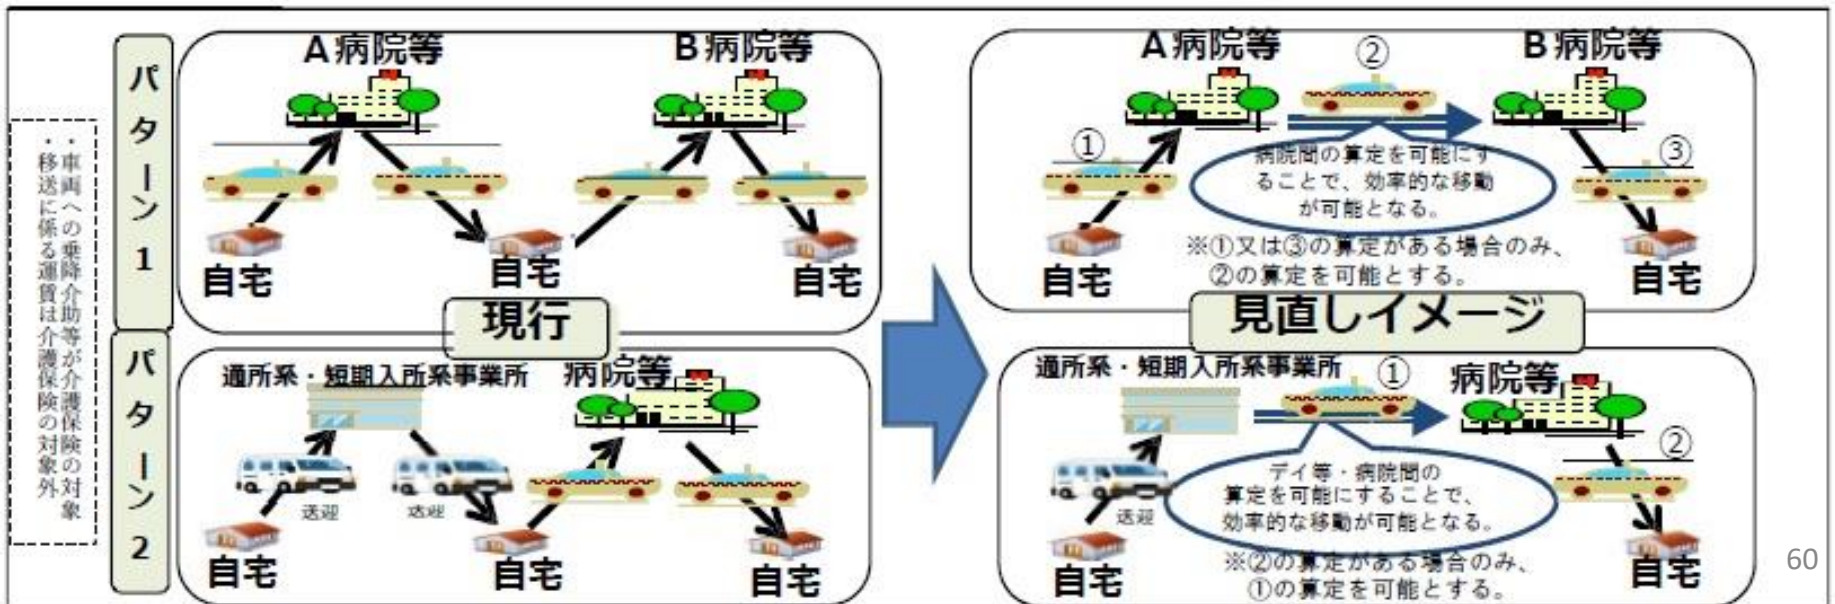 ・車両への乗降介助等が介護保険の対象
・移送に係る運賃は介護保険の対象外
パターン1
A病院等
B病院等
自宅
自宅
自宅
現行
パターン2
通所系・短期入所系事業所
病院等
送迎
送迎
自宅
自宅
自宅
A病院等
②
B病院等
①
③
病院間の算定を可能にす
ることで、効率的な移動
が可能となる。
自宅
※①又は③の算定がある場合のみ、
②の算定を可能とする。
自宅
見直しイメージ
通所系・短期入所系事業所
①
病院等
②
デイ等・病院間の
算定を可能にすることで、
効率的な移動が可能となる。
送迎
自宅
※②の算定がある場合のみ、
①の算定を可能とする。
自宅
60